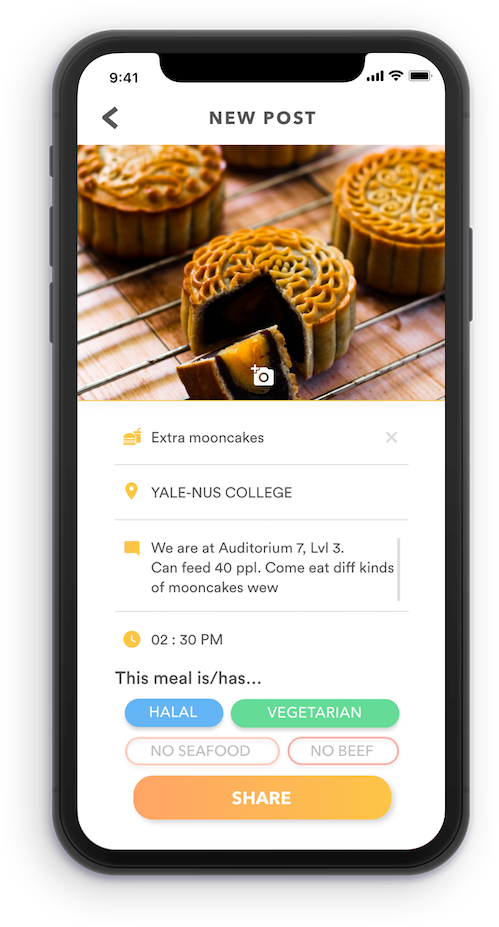 9:41
NEW POST
Extra mooncakes
YALE-NUS COLLEGE
We are at Auditorium 7, Lvl 3.
Can feed 40 ppl. Come eat diff kinds
of mooncakes wew
02 : 30 PM
This meal is/has...
HALAL VEGETARIAN
NO SEAFOOD NO BEEF
SHARE